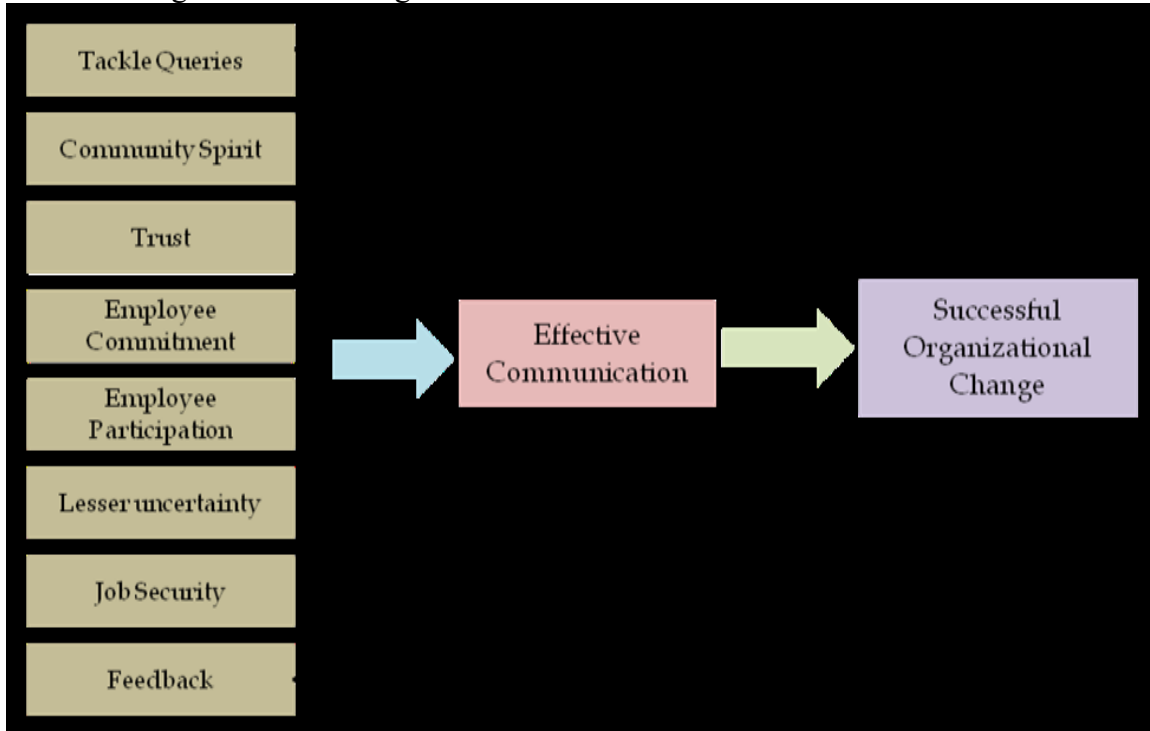 Tackle Queries
Community Spirit
Trust
Employee
Commitment
Employee
Participation
Lesser uncertainty
Job Security
Feedback
Effective
Communication
Successful
Organizational
Change